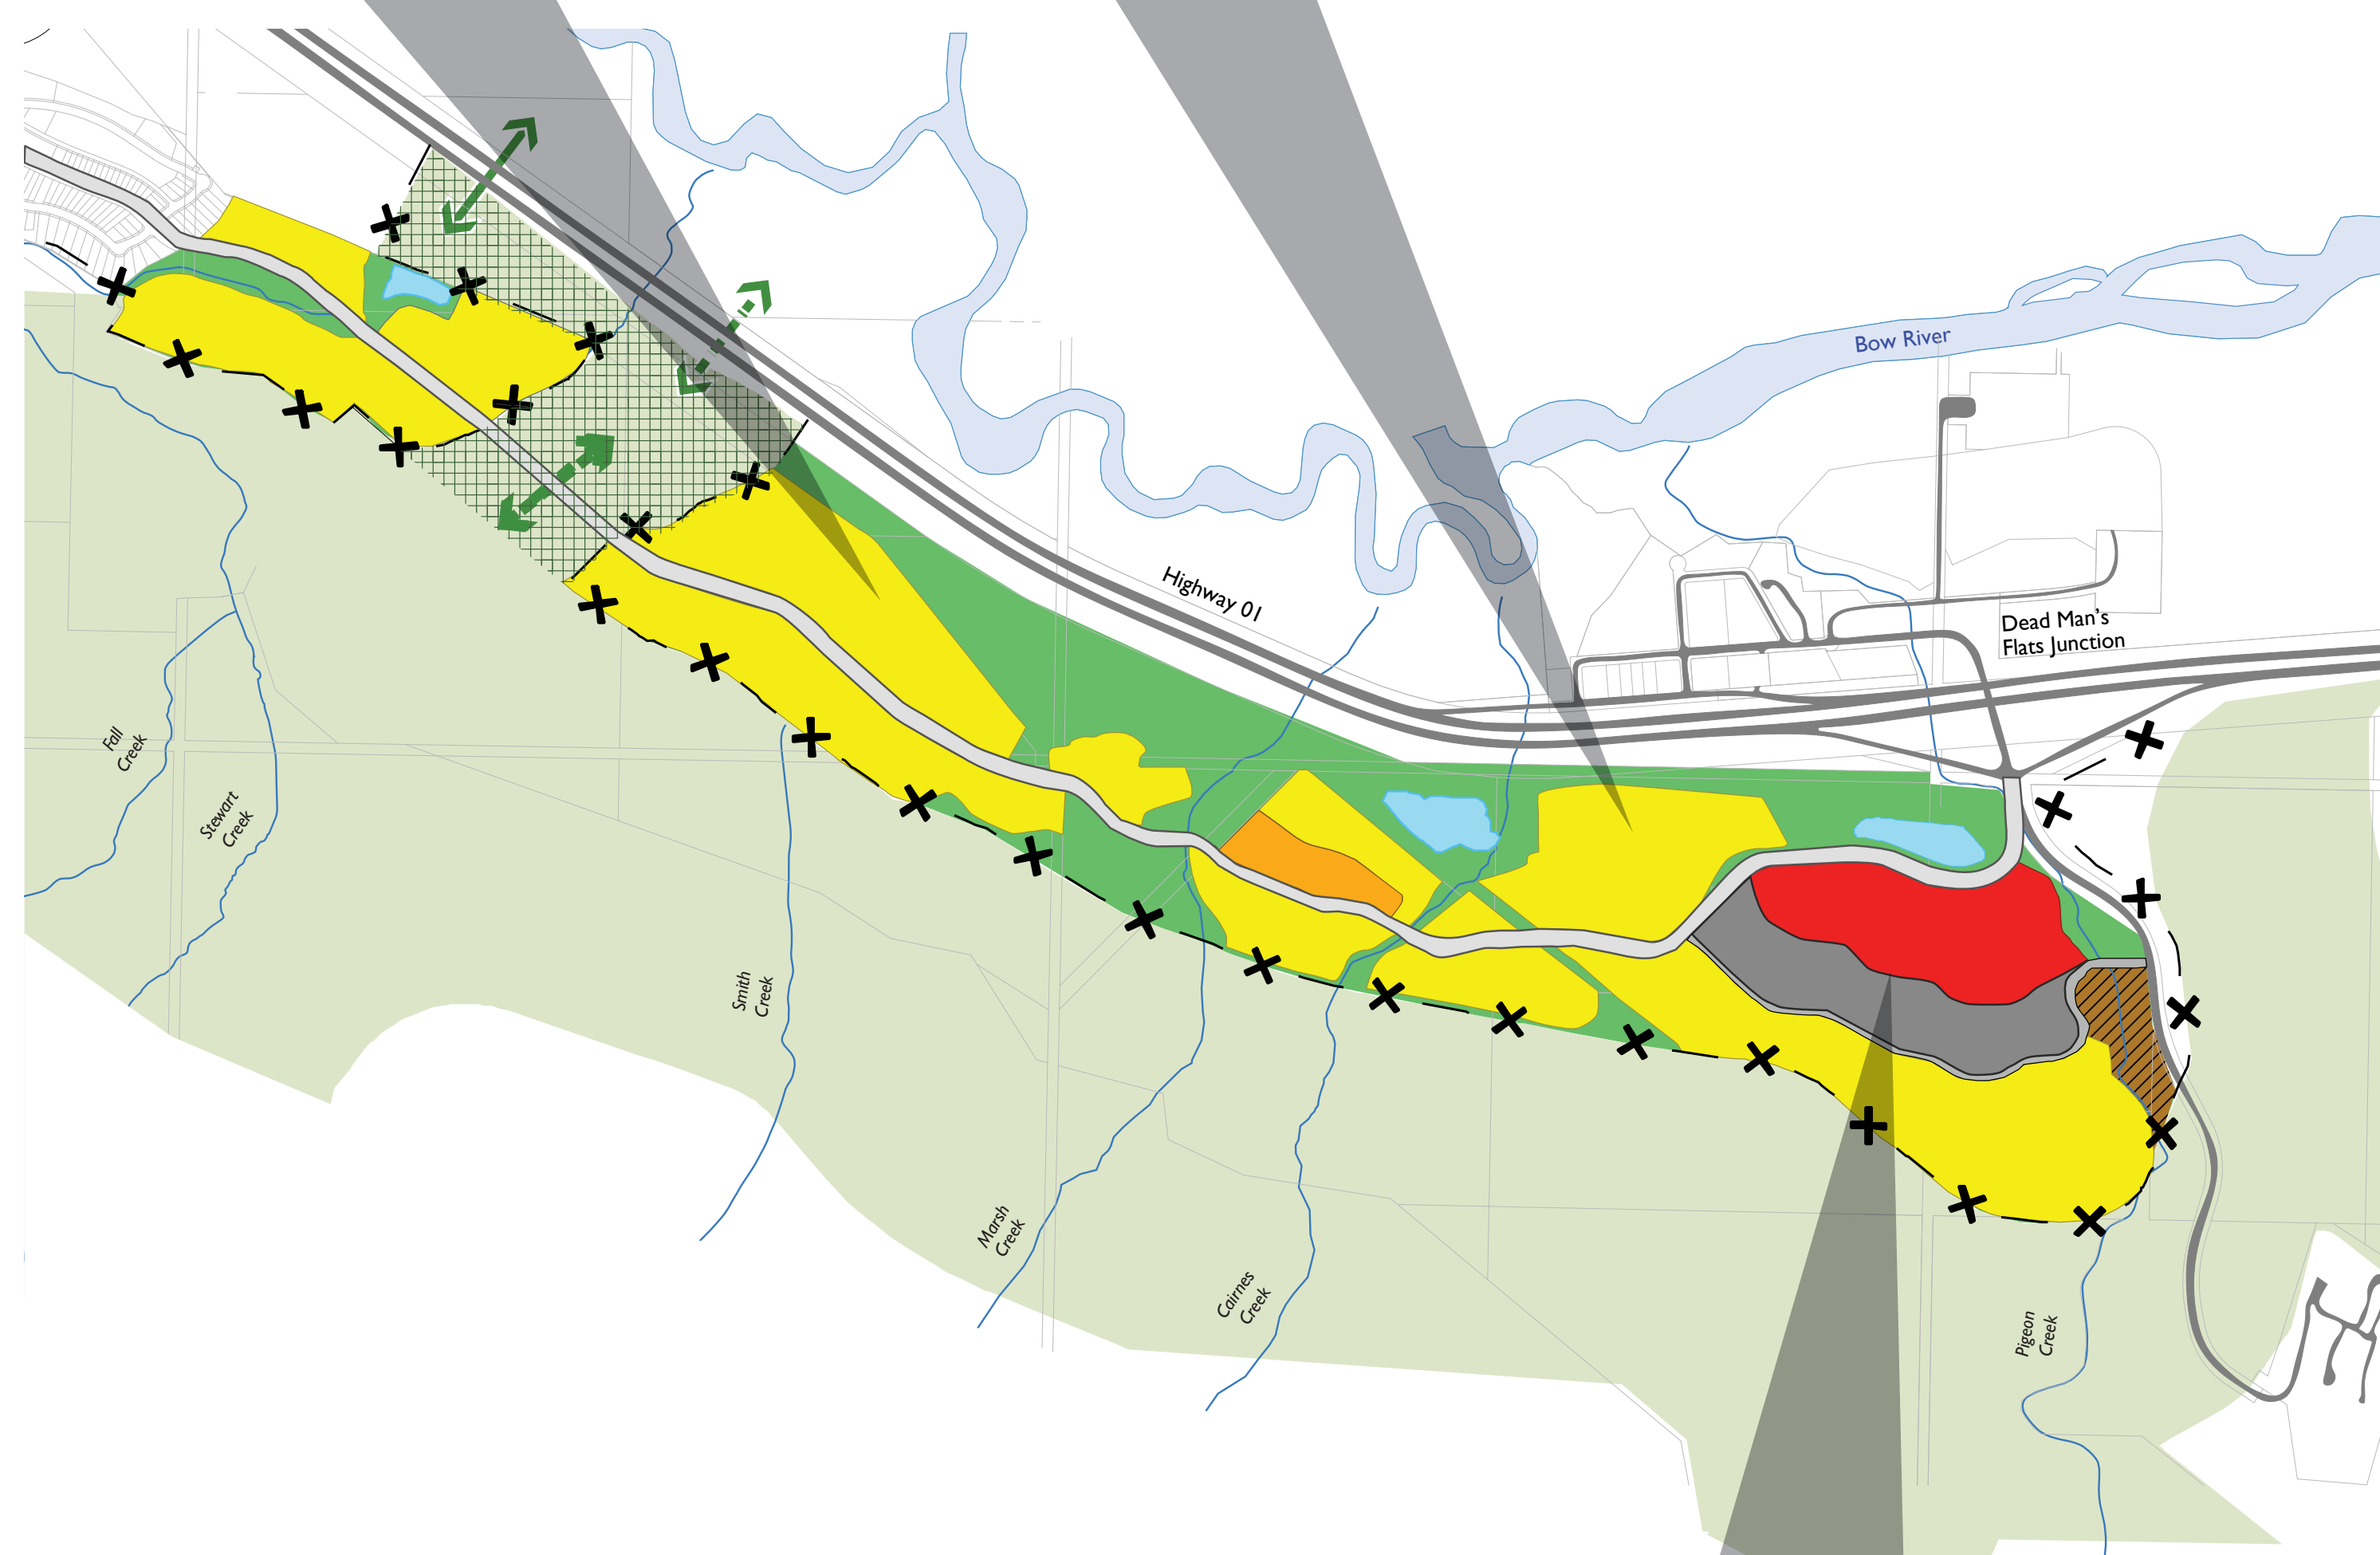 Bow River
Highway 01
Dead Man's
Flats Junction
Fall
Creek
Stewart
Creek
Smith
Creek
Marsh
Creek
Cairnes
Creek
Pigeon
Creek